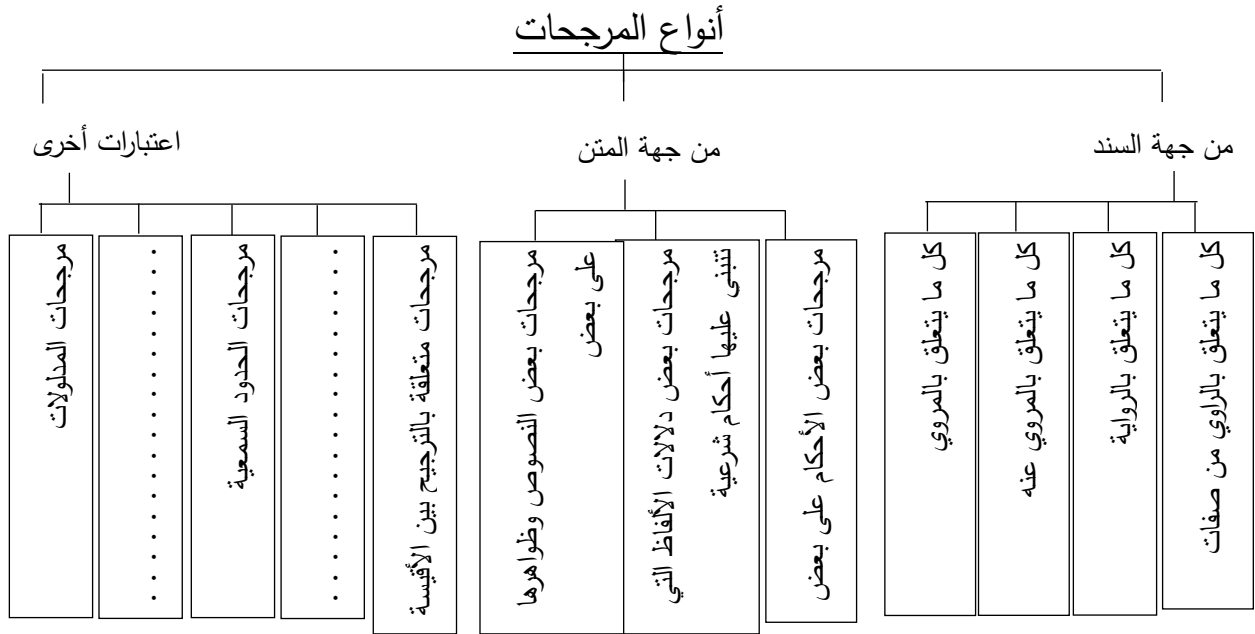 أنواع المرجحات
من جهة السند
من جهة المتن
اعتبارات أخرى
كل ما يتعلق بالراوي من صفات
كل ما يتعلق بالرواية
كل ما يتعلق بالمروي عنه
كل ما يتعلق بالمروي
مرجحات بعض الأحكام على بعض
مرجحات بعض دلالات الألفاظ التي
تتبنى عليها أحكام شرعية
مرجحات بعض النصوص وظواهرها
على بعض
مرجحات متعلقة بالترجيح بين الأقيسة
. . . . . . . . . . . . . . . . .
مرجحات الحدود السمعية
. . . . . . . . . . . . . . . . .
مرجحات المدلولات